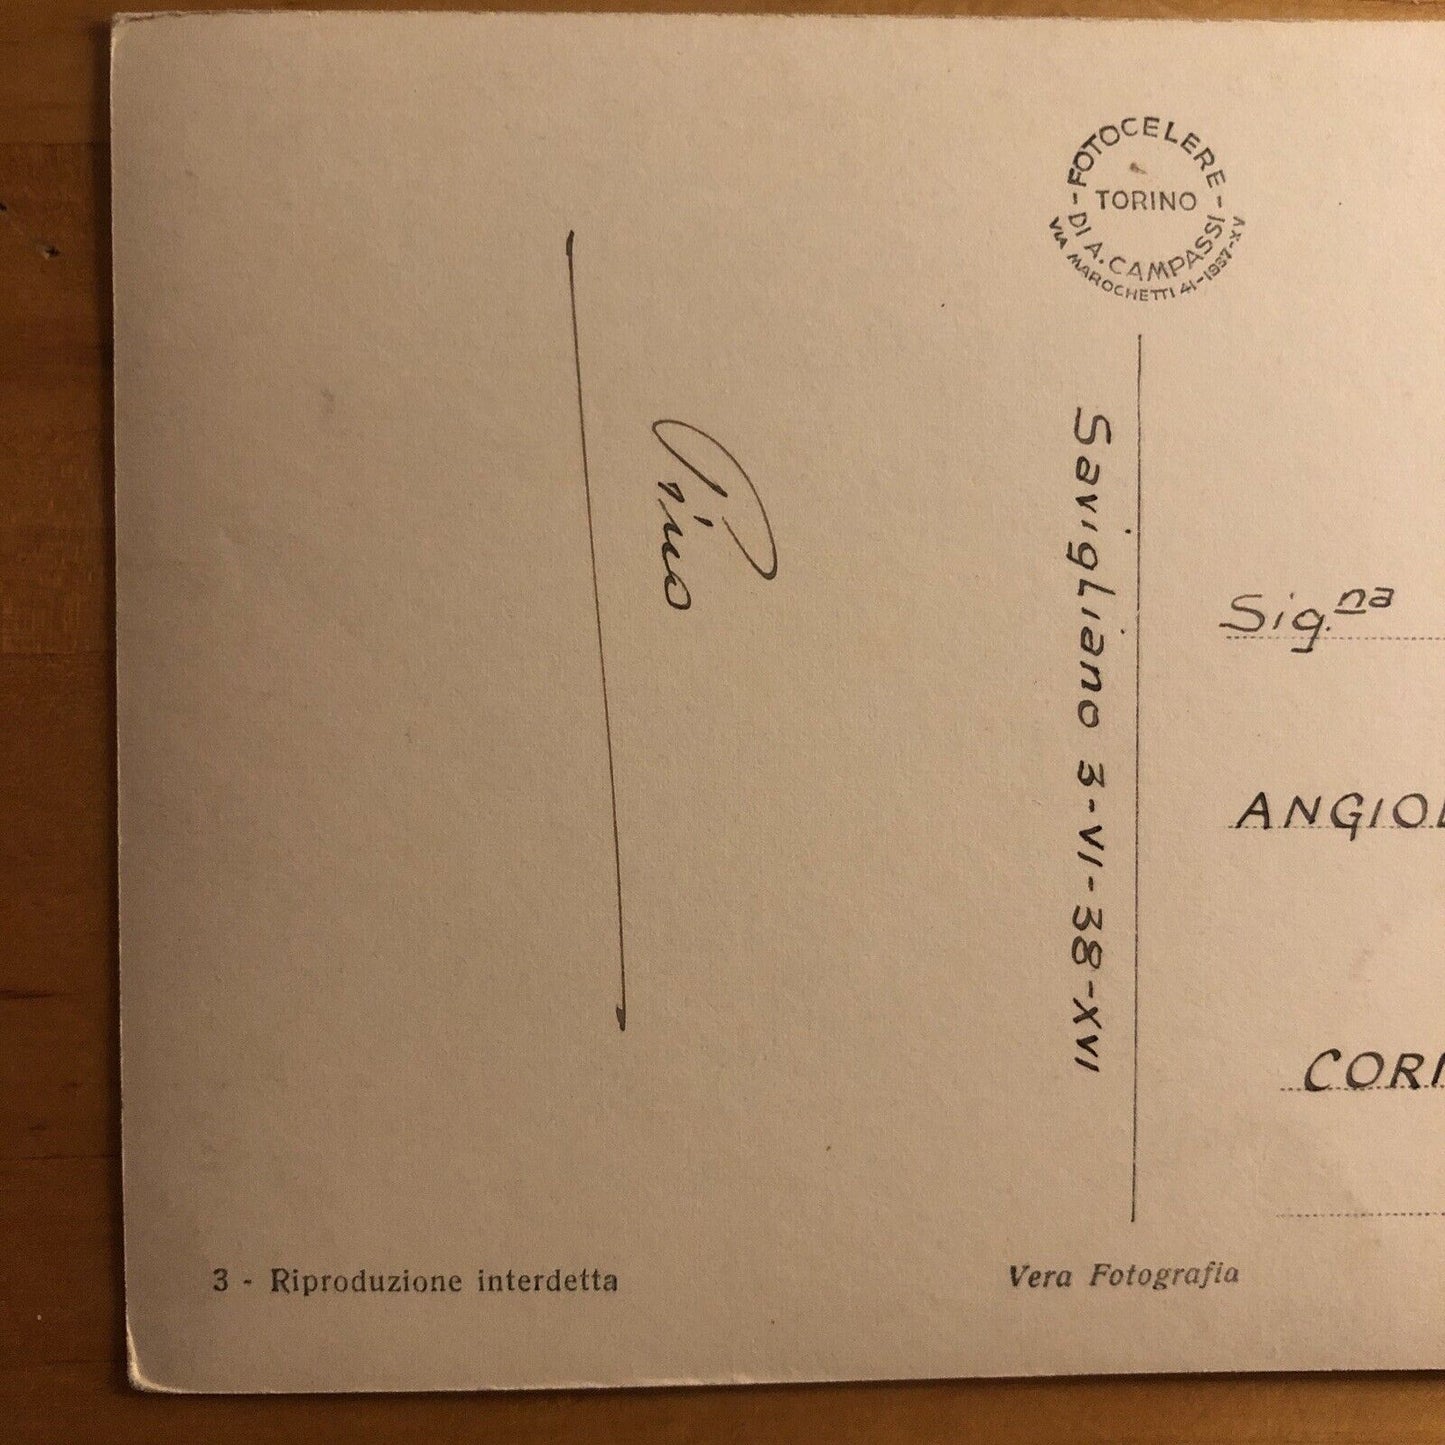 FOTOCELERE
TORINO
DI A. CAMPASSI
VIA MAROCHETTI 41-1937-XV
Pino
Savigliano 3-VI-38-XVI
Sig.na
ANGIOL
CORN
3 - Riproduzione interdetta
Vera Fotografia